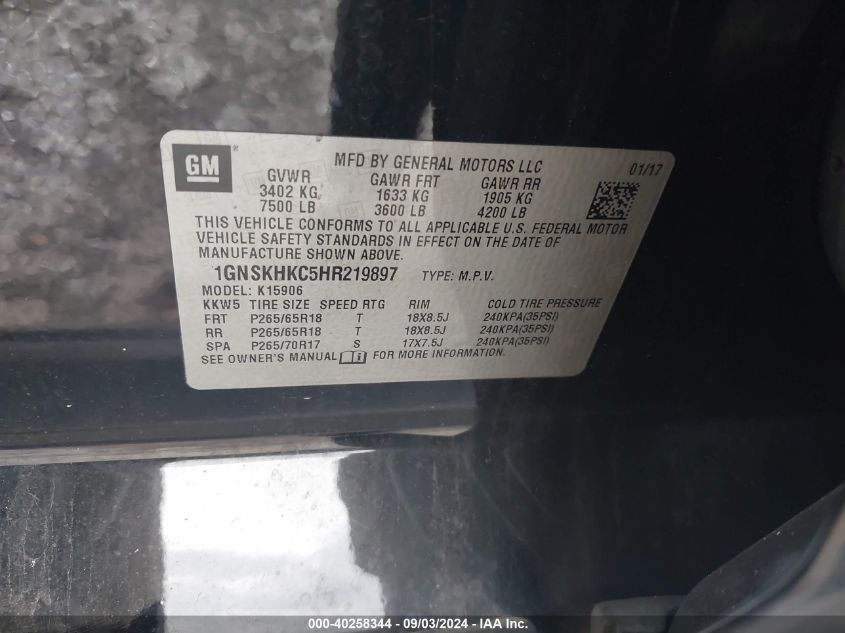 GM
MFD BY GENERAL MOTORS LLC
01/17
GVWR GAWR FRT GAWR RR
3402 KG 1633 KG 1905 KG
7500 LB 3600 LB 4200 LB
THIS VEHICLE CONFORMS TO ALL APPLICABLE U.S. FEDERAL MOTOR
VEHICLE SAFETY STANDARDS IN EFFECT ON THE DATE OF
MANUFACTURE SHOWN ABOVE.
1GNSKHKC5HR219897 TYPE: M.P.V.
MODEL: K15906
KKW5 TIRE SIZE SPEED RTG RIM COLD TIRE PRESSURE
FRT P265/65R18 T 18X8.5J 240KPA(35PSI)
RR P265/65R18 T 18X8.5J 240KPA(35PSI)
SPA P265/70R17 S 17X7.5J 240KPA(35PSI)
SEE OWNER'S MANUAL FOR MORE INFORMATION.
000-40258344 - 09/03/2024 - IAA Inc.